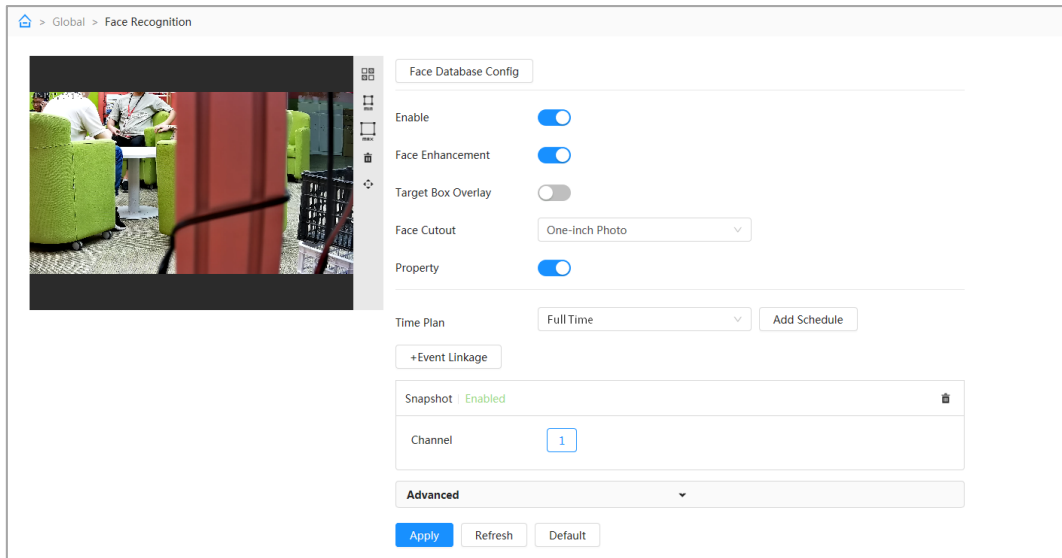 > Global > Face Recognition
Face Database Config
Enable
Face Enhancement
Target Box Overlay
Face Cutout One-inch Photo
Property
Time Plan Full Time Add Schedule
+Event Linkage
Snapshot | Enabled
Channel 1
Advanced
Apply Refresh Default